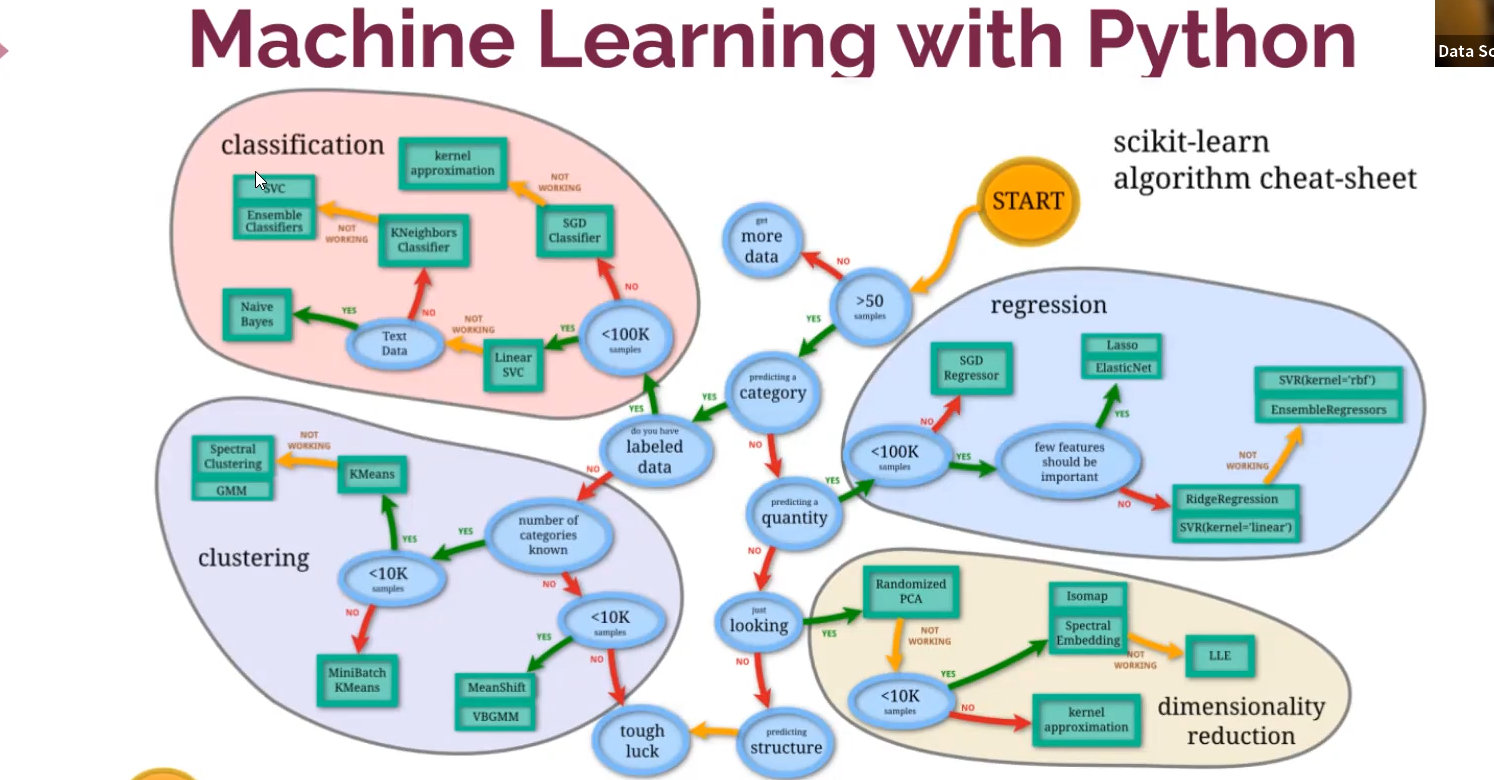 Machine Learning with Python
Data Sc
scikit-learn
algorithm cheat-sheet
START
>50
samples
NO
get
more
data
YES
predicting a
category
YES
NO
do you have
labeled
data
YES
NO
classification
<100K
samples
NO
SGD
Classifier
NOT
WORKING
kernel
approximation
YES
Linear
SVC
NOT
WORKING
Text
Data
YES
Naive
Bayes
NO
KNeighbors
Classifier
NOT
WORKING
SVC
Ensemble
Classifiers
clustering
number of
categories
known
YES
<10K
samples
YES
KMeans
NOT
WORKING
Spectral
Clustering
GMM
NO
MiniBatch
KMeans
NO
<10K
samples
YES
MeanShift
VBGMM
NO
tough
luck
predicting a
quantity
YES
NO
regression
<100K
samples
NO
SGD
Regressor
YES
few features
should be
important
YES
Lasso
ElasticNet
NO
RidgeRegression
SVR(kernel='linear')
NOT
WORKING
SVR(kernel='rbf')
EnsembleRegressors
just
looking
YES
NO
predicting
structure
Randomized
PCA
NOT
WORKING
<10K
samples
YES
Isomap
Spectral
Embedding
NOT
WORKING
LLE
NO
kernel
approximation
dimensionality
reduction